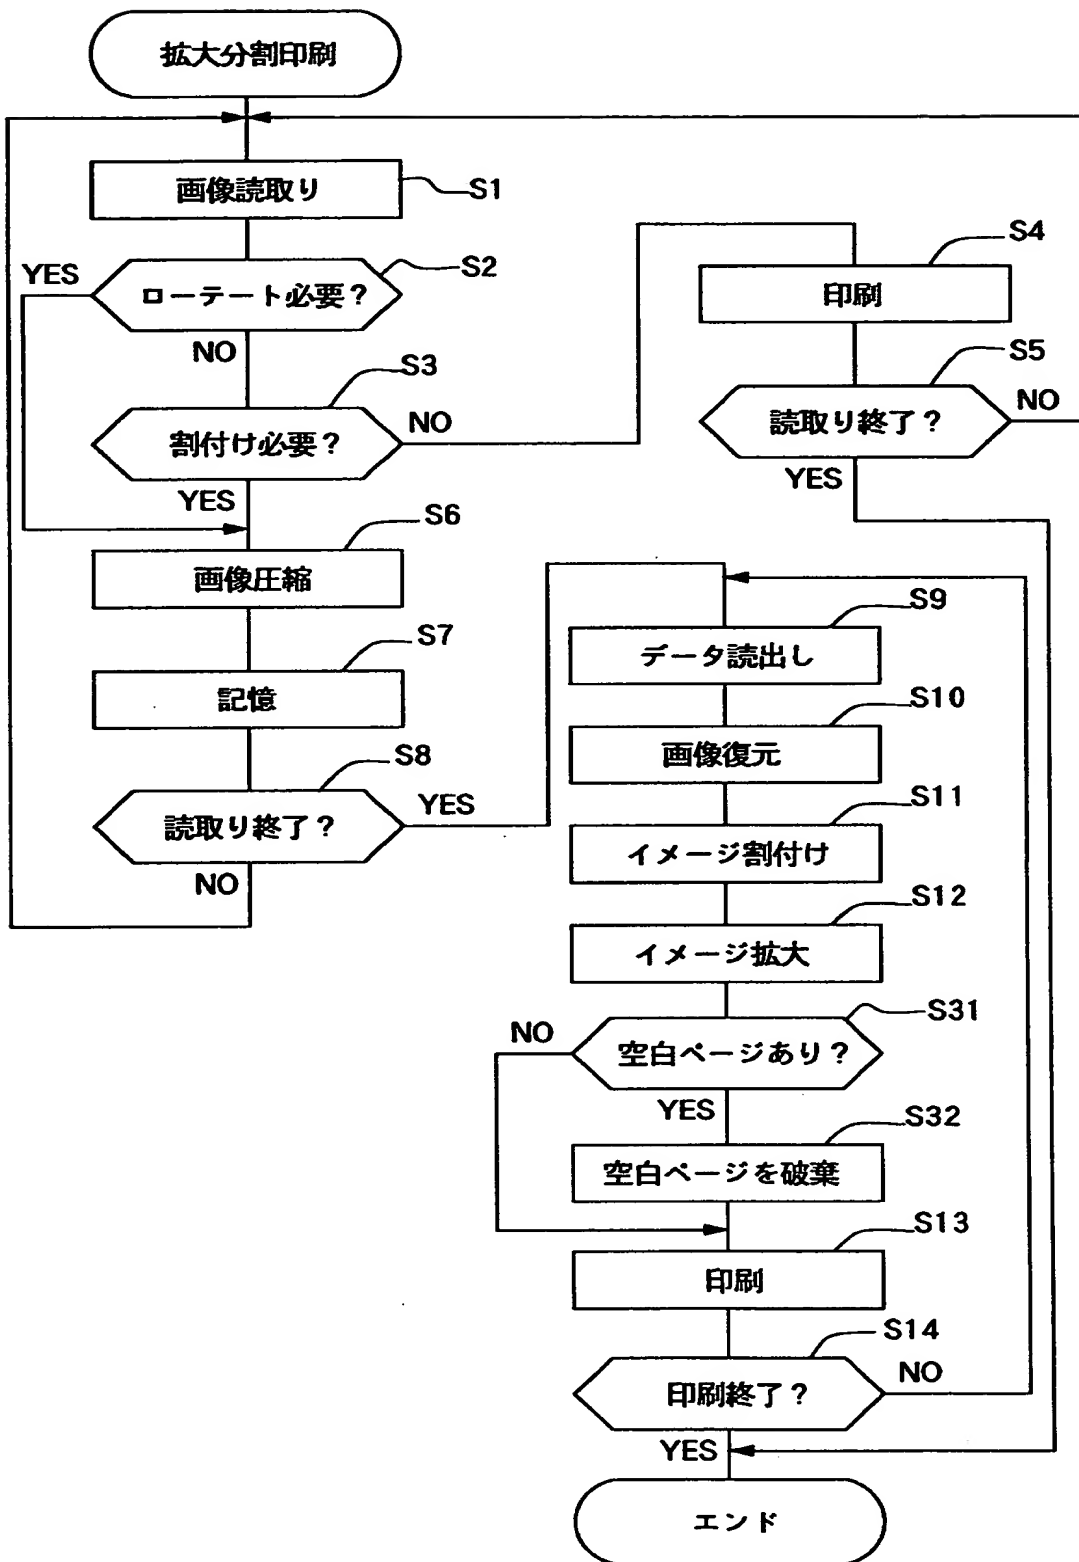 拡大分割印刷
画像読取り
S1
YES
ローテート必要?
S2
NO
割付け必要?
S3
NO
YES
画像圧縮
S6
記憶
S7
読取り終了?
S8
YES
NO
印刷
S4
読取り終了?
S5
NO
YES
データ読出し
S9
画像復元
S10
イメージ割付け
S11
イメージ拡大
S12
空白ページあり?
S31
NO
YES
空白ページを破棄
S32
印刷
S13
印刷終了?
S14
NO
YES
エンド